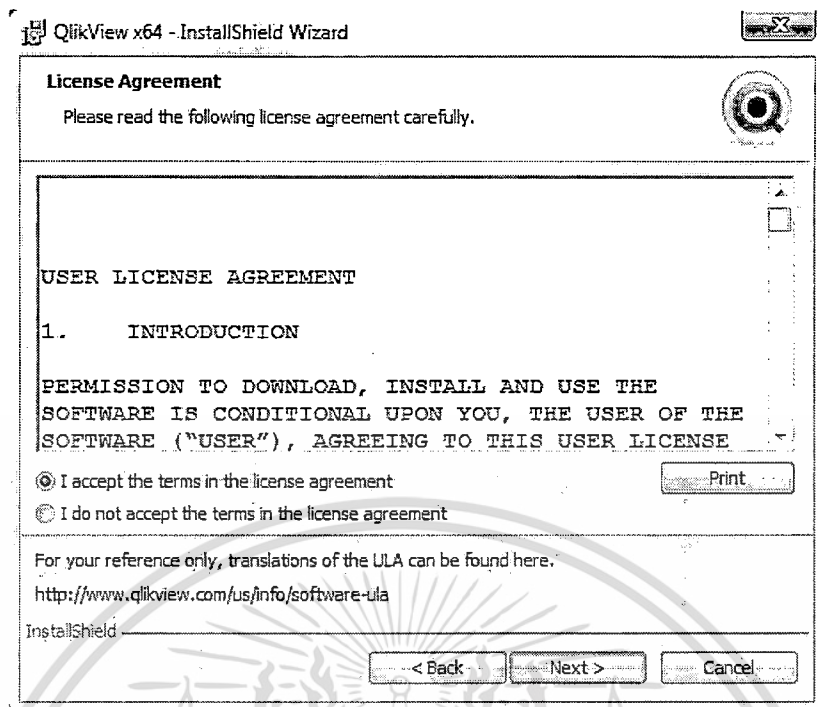 QlikView x64 - InstallShield Wizard
License Agreement
Please read the following license agreement carefully.
USER LICENSE AGREEMENT
1. INTRODUCTION
PERMISSION TO DOWNLOAD, INSTALL AND USE THE
SOFTWARE IS CONDITIONAL UPON YOU, THE USER OF THE
SOFTWARE ("USER"), AGREEING TO THIS USER LICENSE
I accept the terms in the license agreement
Print
I do not accept the terms in the license agreement
For your reference only, translations of the ULA can be found here.
http://www.qlikview.com/us/info/software-ula
InstallShield
< Back
Next >
Cancel